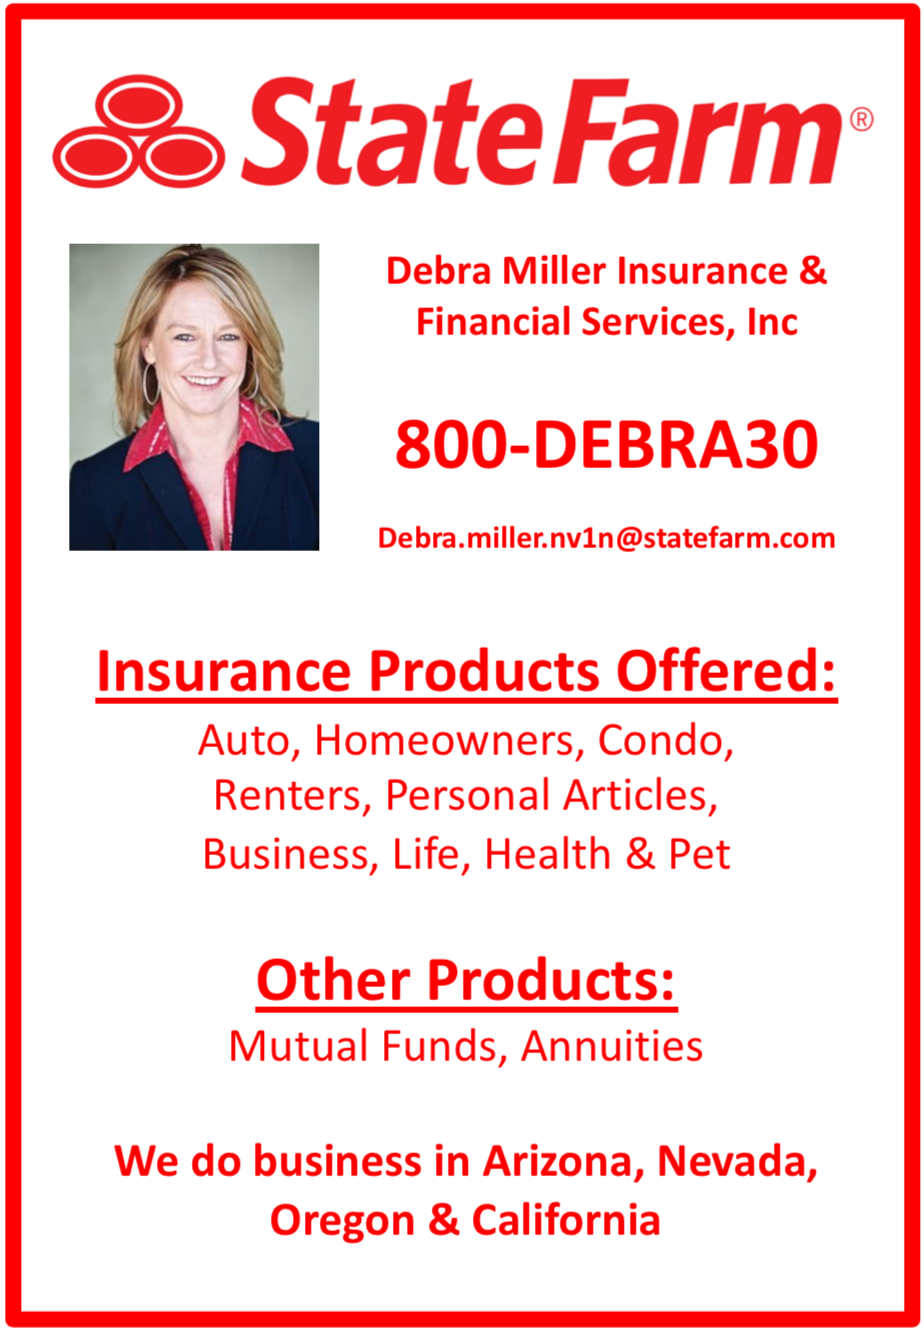 State Farm®
Debra Miller Insurance &
Financial Services, Inc
800-DEBRA30
Debra.miller.nv1n@statefarm.com
Insurance Products Offered:
Auto, Homeowners, Condo,
Renters, Personal Articles,
Business, Life, Health & Pet
Other Products:
Mutual Funds, Annuities
We do business in Arizona, Nevada,
Oregon & California